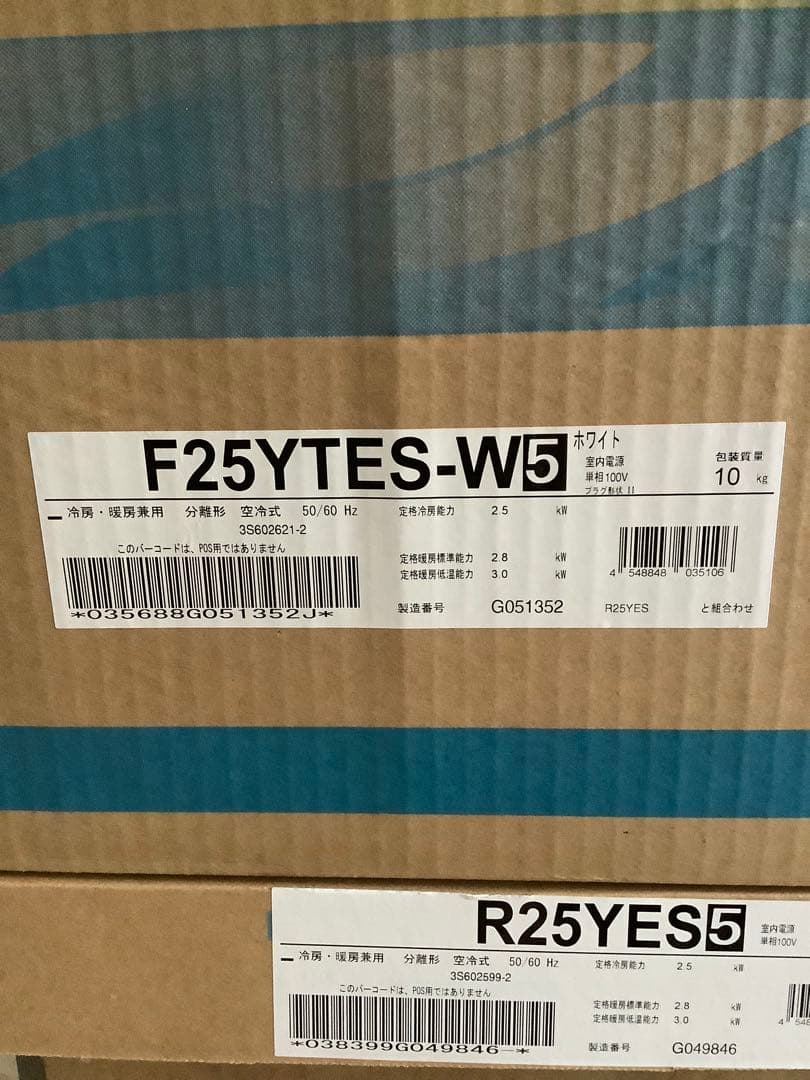 F25YTES-W5 ホワイト
室内電源
単相100V
プラグ形状 II
包装質量
10 kg
冷房・暖房兼用 分離形 空冷式 50/60 Hz
3S602621-2
このバーコードは、POS用ではありません
*035688G051352J*
定格冷房能力 2.5 kW
定格暖房標準能力 2.8 kW
定格暖房低温能力 3.0 kW
製造番号 G051352
4 548848 035106
R25YES と組合わせ
R25YES5
室内電源
単相100V
冷房・暖房兼用 分離形 空冷式 50/60 Hz
3S602599-2
このバーコードは、POS用ではありません
*038399G049846-*
定格冷房能力 2.5 kW
定格暖房標準能力 2.8 kW
定格暖房低温能力 3.0 kW
製造番号 G049846
4 548